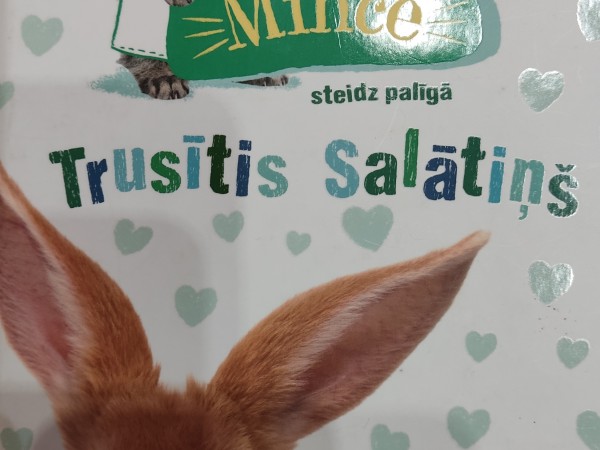 Mince
steidz palīgā
Trusītis Salātiņš